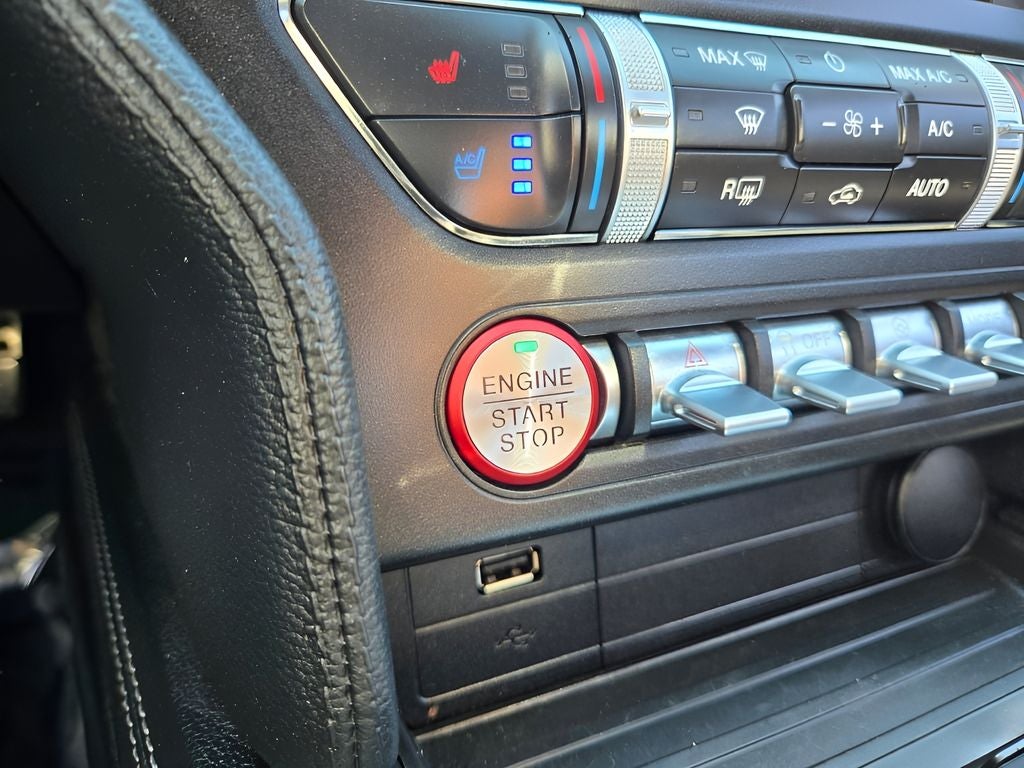 MAX
MAX A/C
- +
A/C
A/C
R
AUTO
OFF
ENGINE
START
STOP